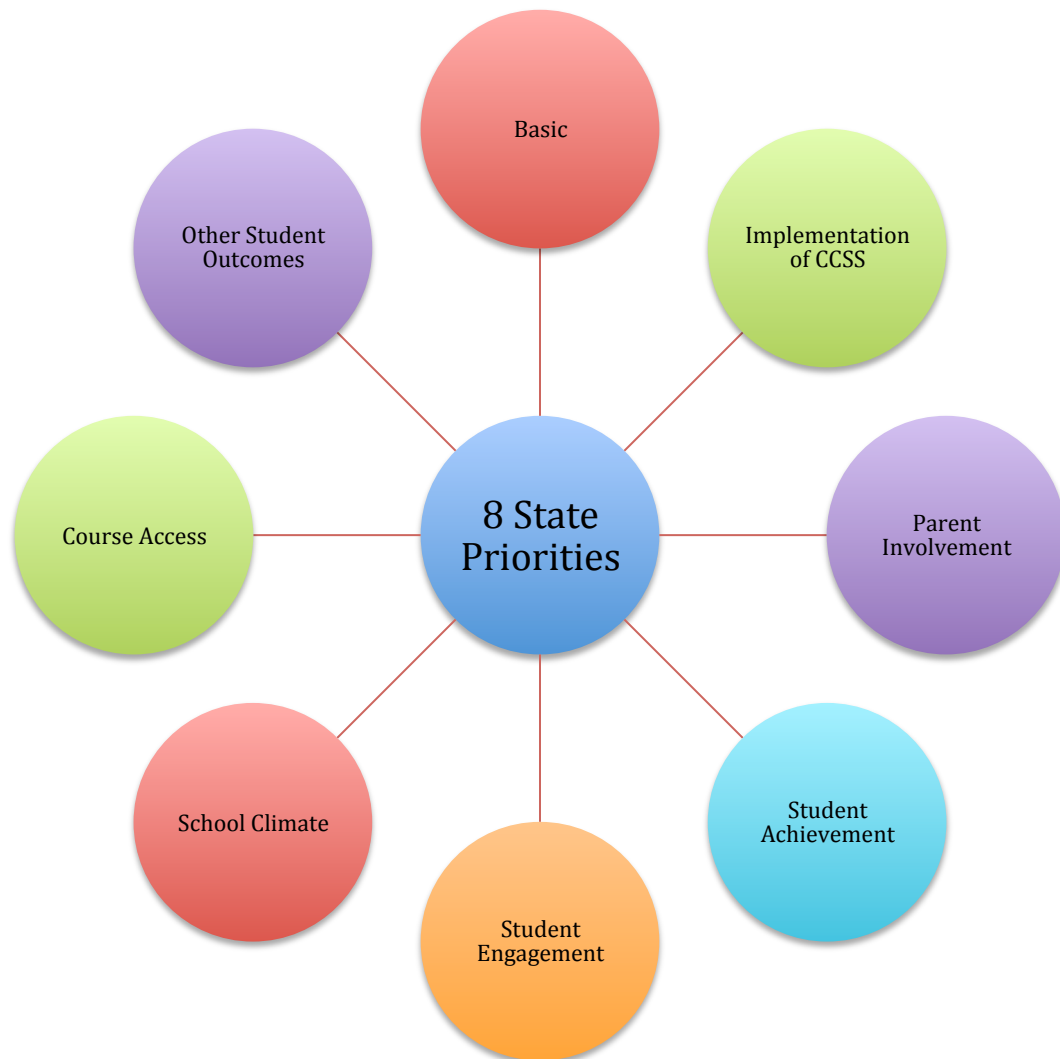 Basic
Implementation
of CCSS
Parent
Involvement
Student
Achievement
Student
Engagement
School Climate
Course Access
Other Student
Outcomes
8 State
Priorities